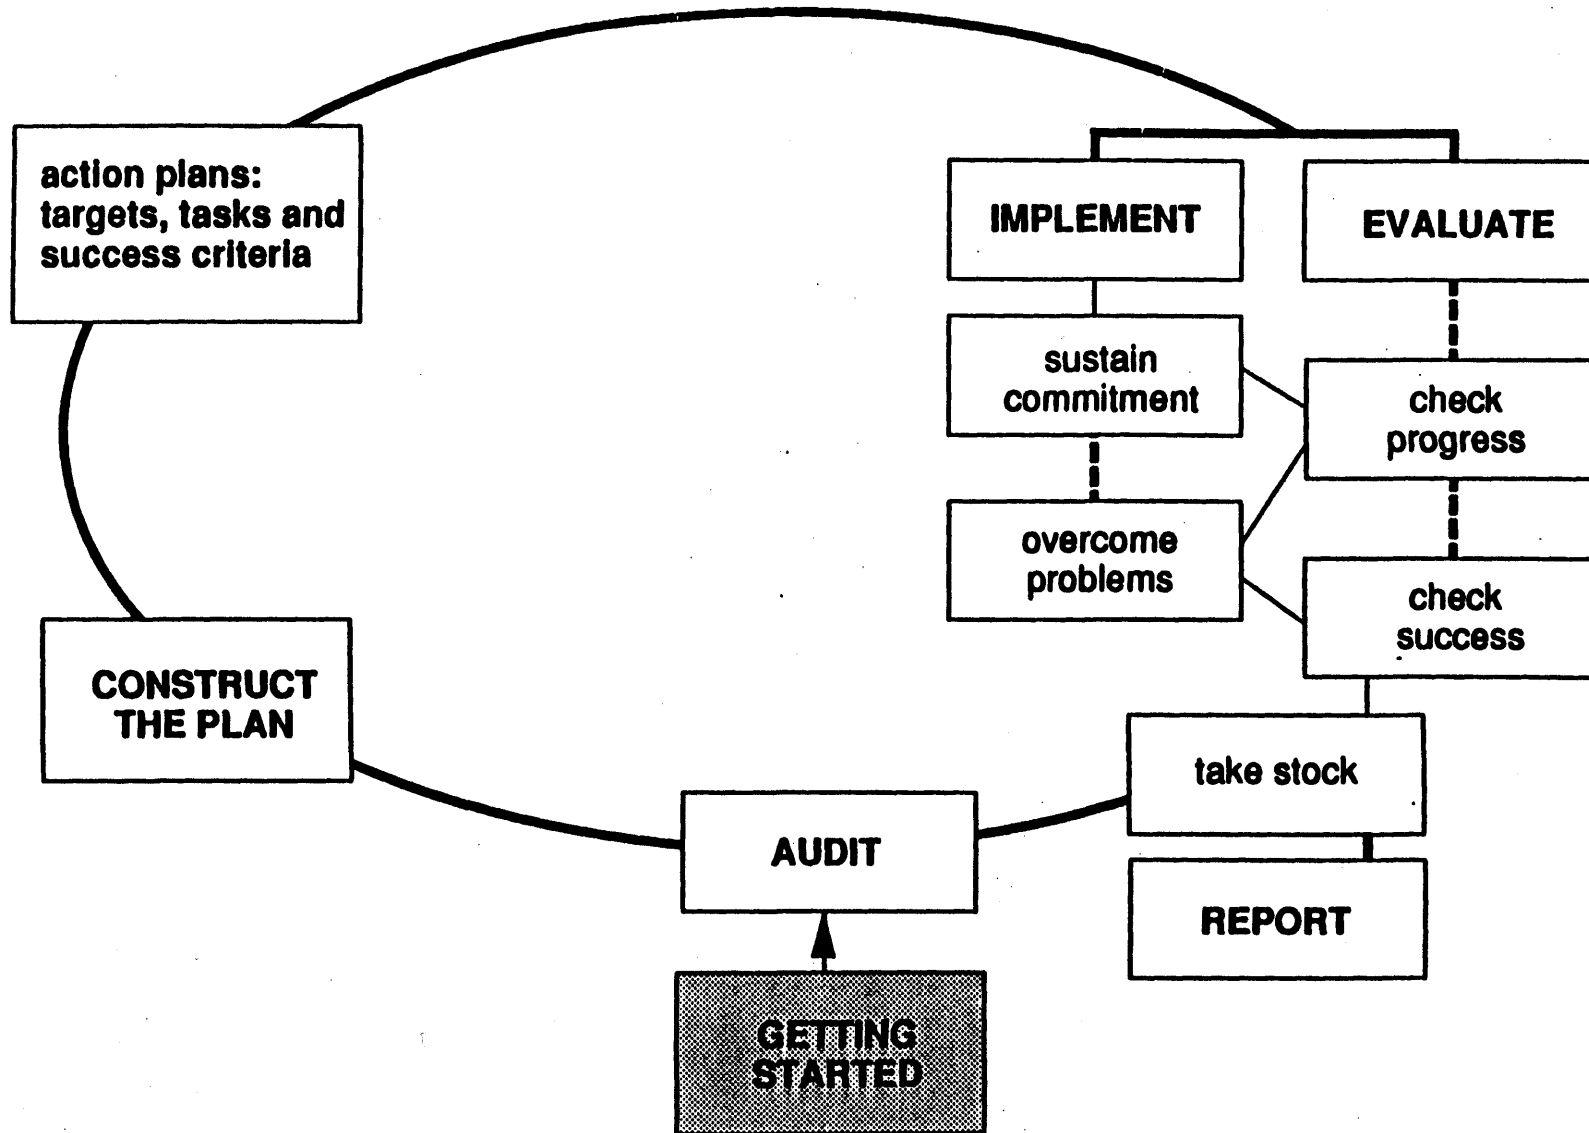 action plans:
targets, tasks and
success criteria
IMPLEMENT
EVALUATE
sustain
commitment
check
progress
overcome
problems
check
success
CONSTRUCT
THE PLAN
take stock
AUDIT
REPORT
GETTING
STARTED